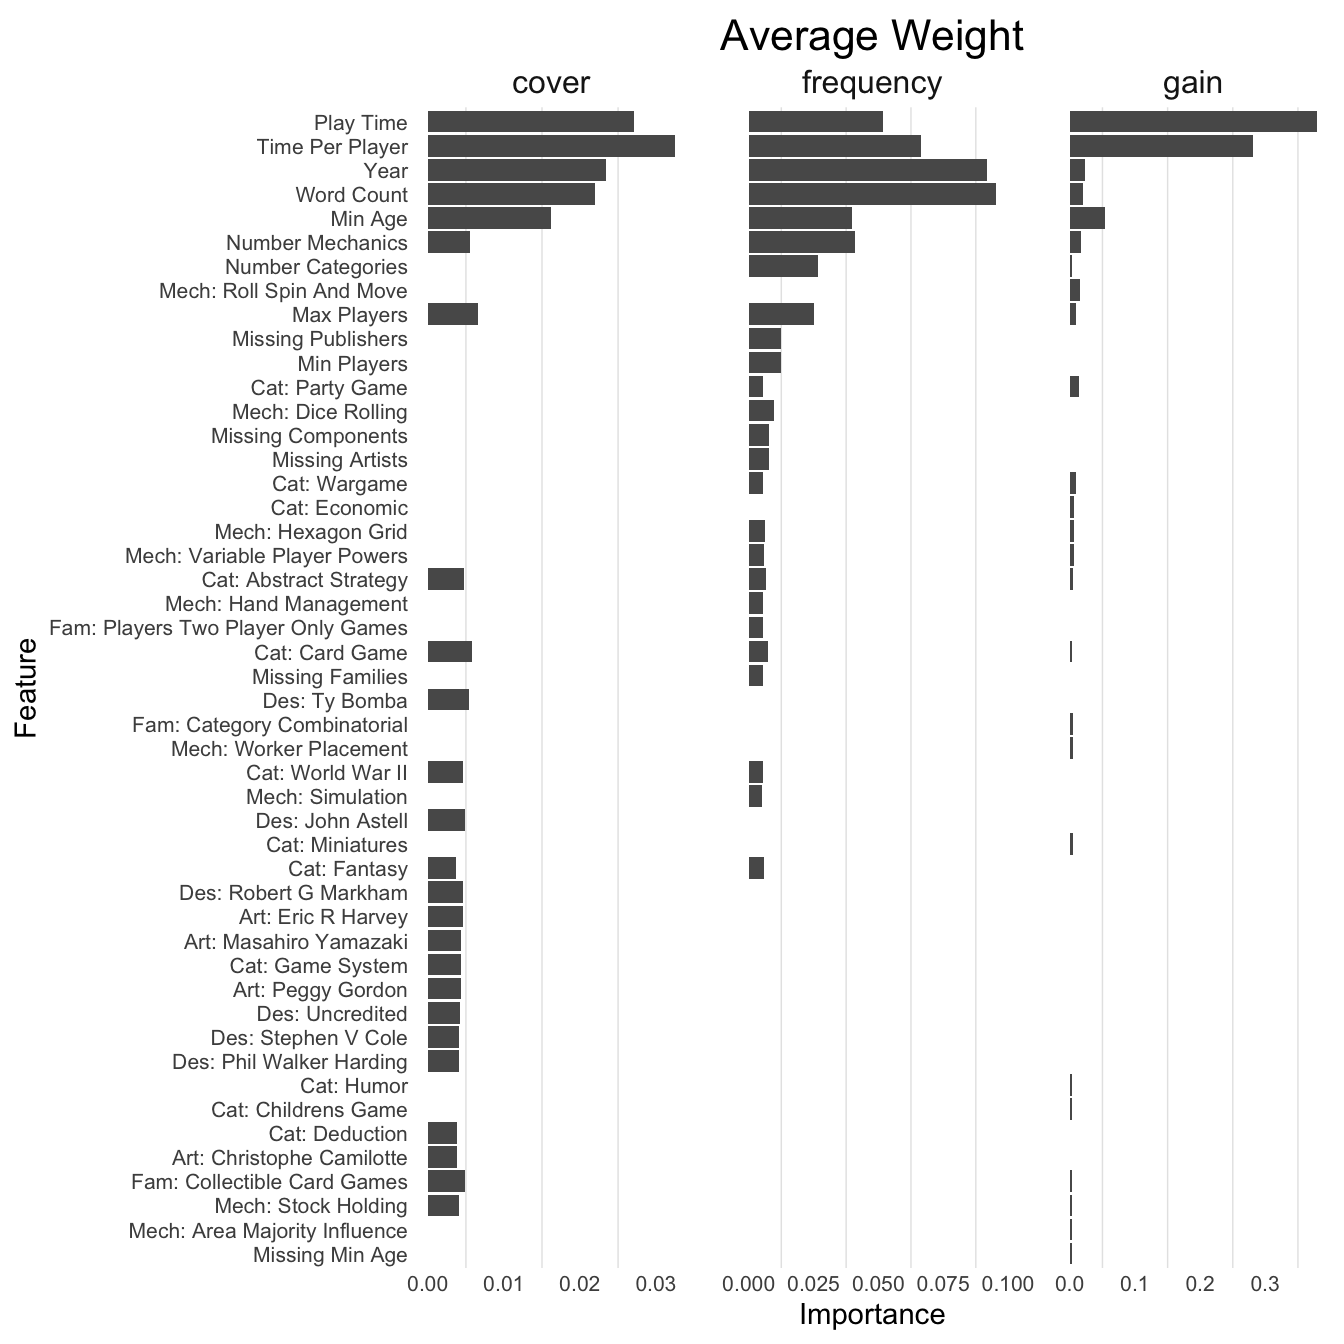 Average Weight
cover frequency gain
Play Time
Time Per Player
Year
Word Count
Min Age
Number Mechanics
Number Categories
Mech: Roll Spin And Move
Max Players
Missing Publishers
Min Players
Cat: Party Game
Mech: Dice Rolling
Missing Components
Missing Artists
Cat: Wargame
Cat: Economic
Mech: Hexagon Grid
Mech: Variable Player Powers
Cat: Abstract Strategy
Mech: Hand Management
Fam: Players Two Player Only Games
Cat: Card Game
Missing Families
Des: Ty Bomba
Fam: Category Combinatorial
Mech: Worker Placement
Cat: World War II
Mech: Simulation
Des: John Astell
Cat: Miniatures
Cat: Fantasy
Des: Robert G Markham
Art: Eric R Harvey
Art: Masahiro Yamazaki
Cat: Game System
Art: Peggy Gordon
Des: Uncredited
Des: Stephen V Cole
Des: Phil Walker Harding
Cat: Humor
Cat: Childrens Game
Cat: Deduction
Art: Christophe Camilotte
Fam: Collectible Card Games
Mech: Stock Holding
Mech: Area Majority Influence
Missing Min Age
Feature
0.00 0.01 0.02 0.03 0.000 0.025 0.050 0.075 0.100 0.0 0.1 0.2 0.3
Importance